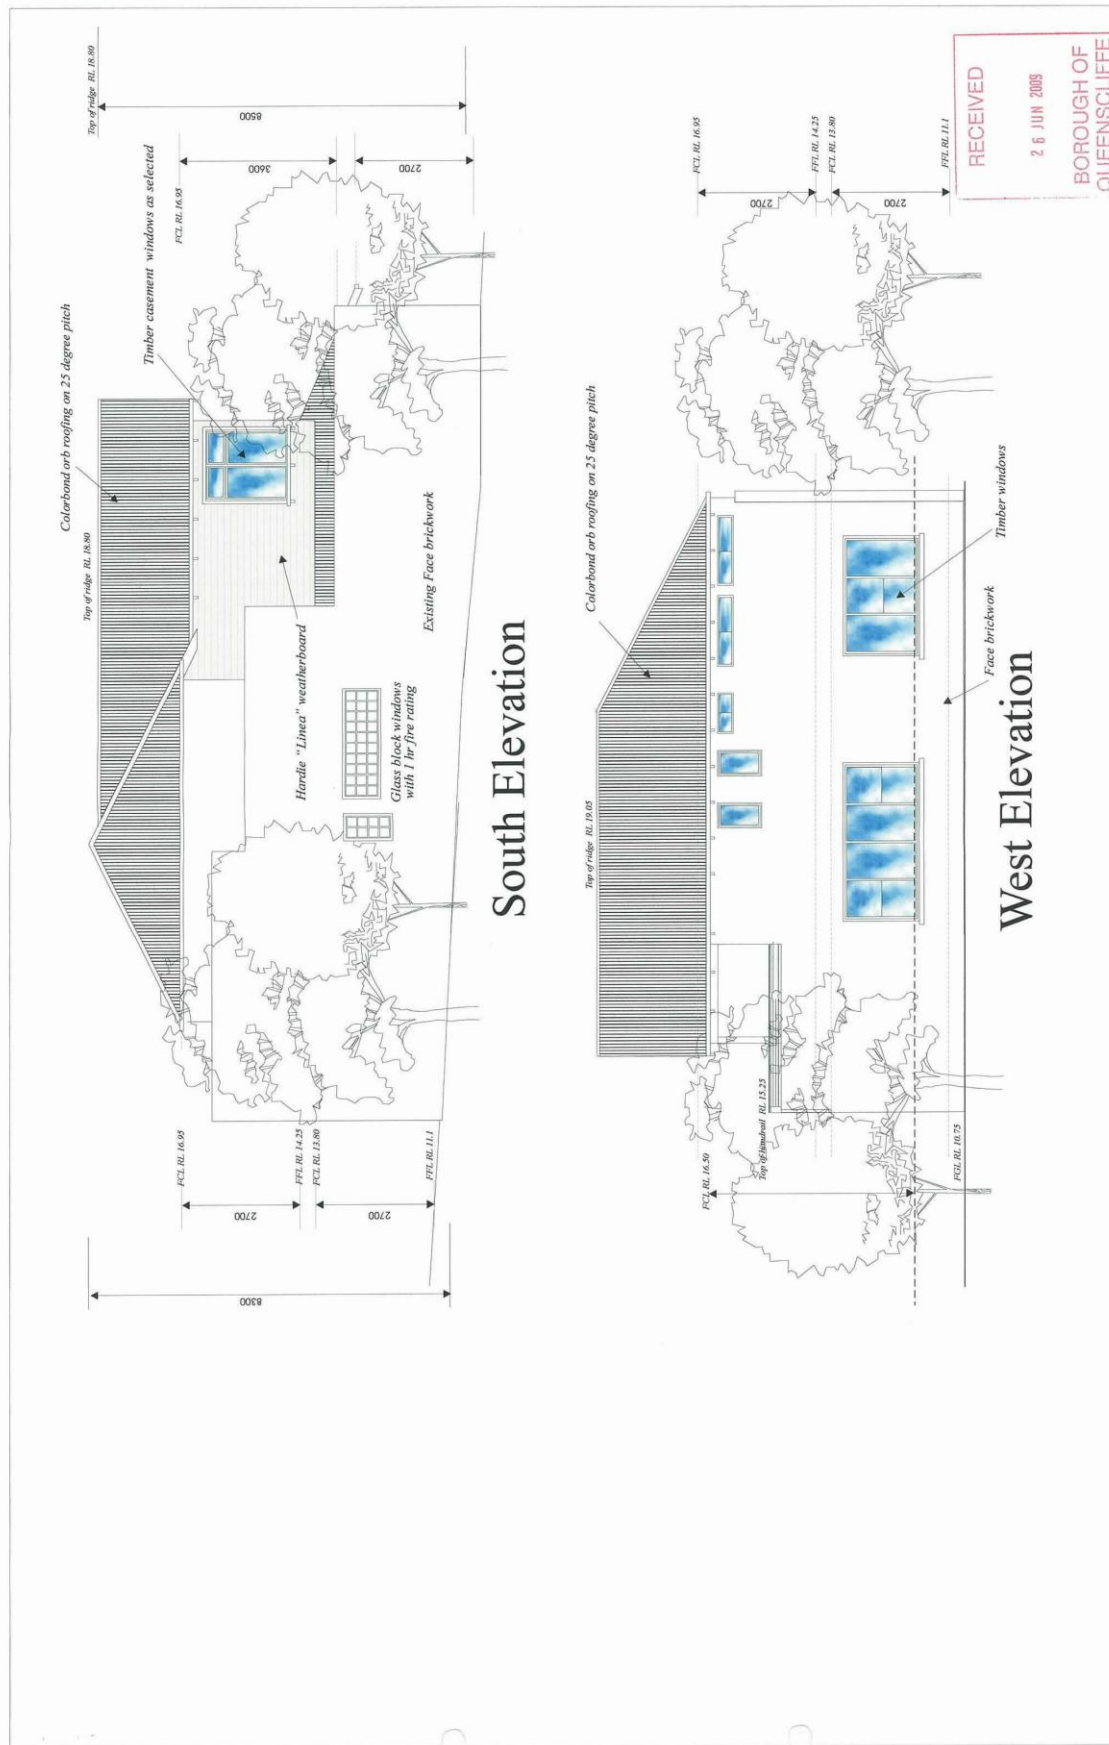 Top of ridge RL 18.80
8500
Colorbond orb roofing on 25 degree pitch
Timber casement windows as selected
FCL RL 16.95
3600
2700
Top of ridge RL 18.80
Hardie "Linea" weatherboard
Existing Face brickwork
Glass block windows
with 1 hr fire rating
8300
FCL RL 16.95
2700
FFL RL 14.25
FCL RL 13.80
2700
FFL RL 11.1
South Elevation
RECEIVED
26 JUN 2009
BOROUGH OF
QUEENSCLIFFE
FCL RL 16.95
2700
FFL RL 14.25
FCL RL 13.80
2700
FFL RL 11.1
Colorbond orb roofing on 25 degree pitch
Top of ridge RL 19.05
Timber windows
Face brickwork
FCL RL 16.50
Top of handrail RL 15.25
FGL RL 10.75
West Elevation